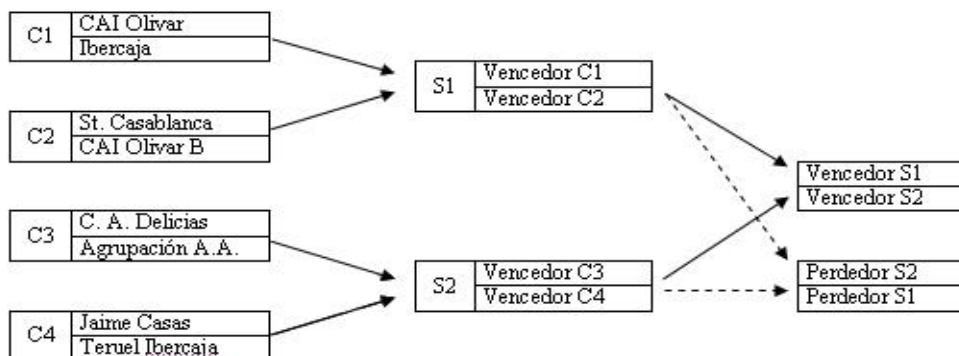 C1
CAI Olivar
Ibercaja
C2
St. Casablanca
CAI Olivar B
C3
C. A. Delicias
Agrupación A.A.
C4
Jaime Casas
Teruel Ibercaja
S1
Vencedor C1
Vencedor C2
S2
Vencedor C3
Vencedor C4
Vencedor S1
Vencedor S2
Perdedor S2
Perdedor S1